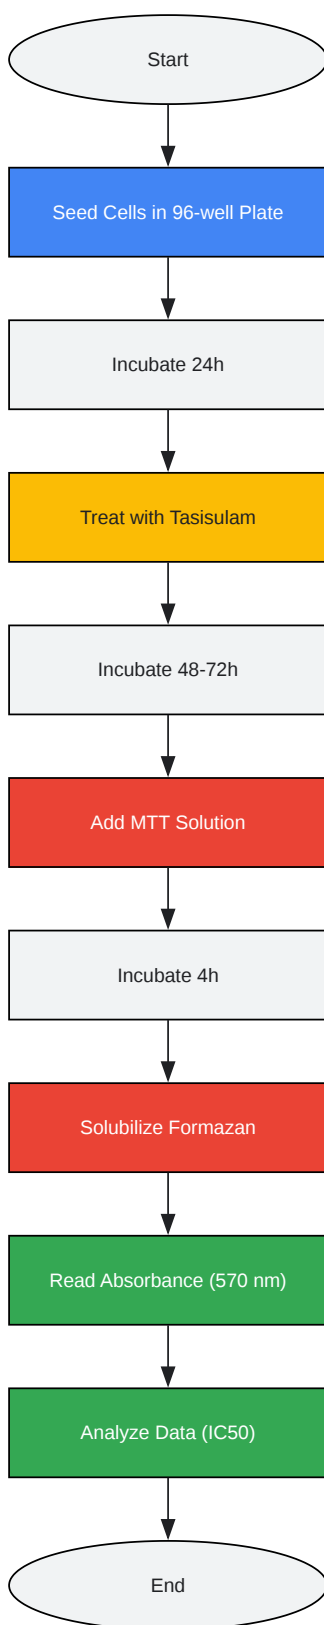 Start
Seed Cells in 96-well Plate
Incubate 24h
Treat with Tasisulam
Incubate 48-72h
Add MTT Solution
Incubate 4h
Solubilize Formazan
Read Absorbance (570 nm)
Analyze Data (IC50)
End